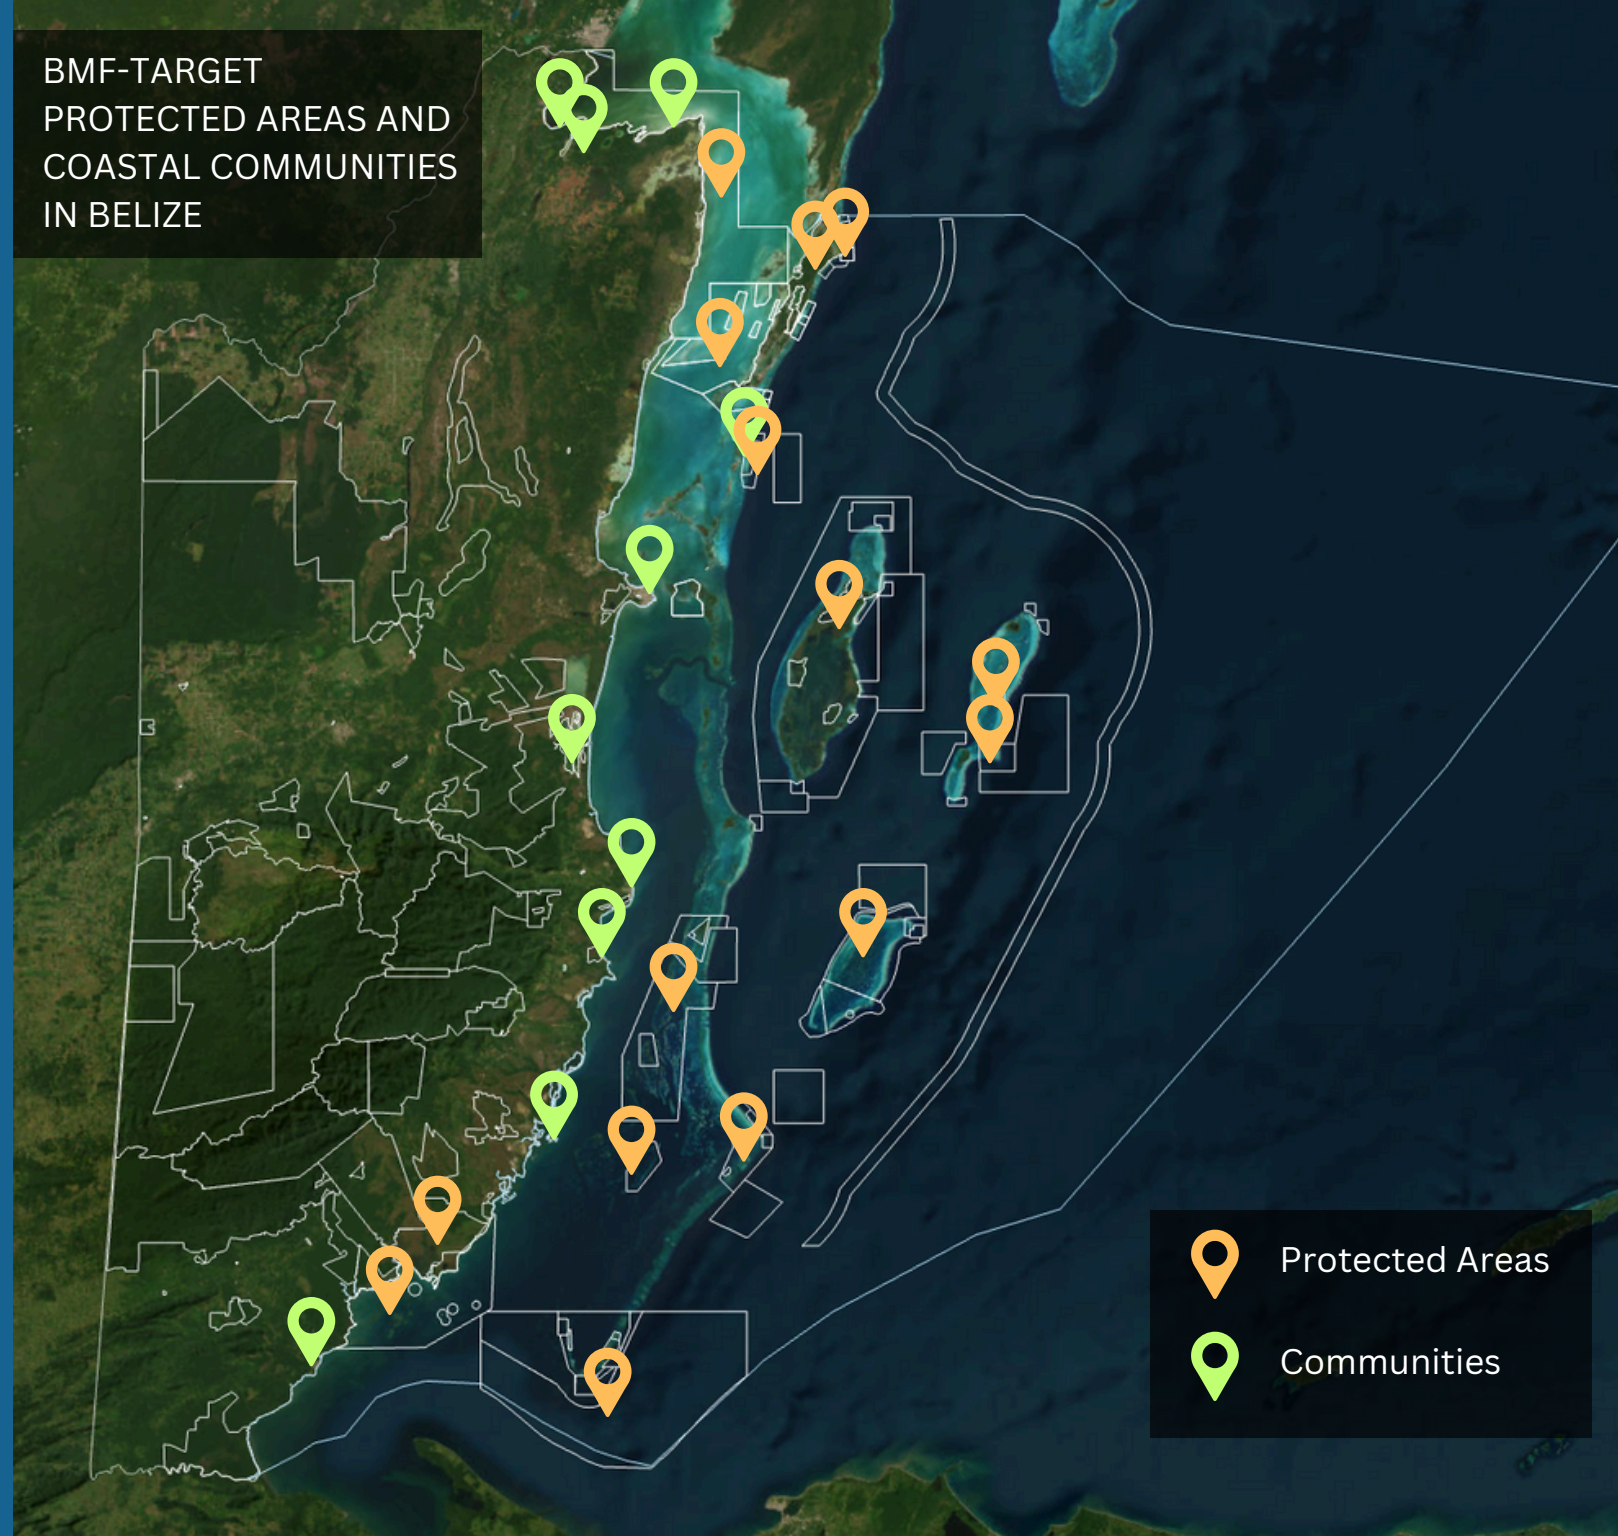 BMF-TARGET
PROTECTED AREAS AND
COASTAL COMMUNITIES
IN BELIZE
Protected Areas
Communities